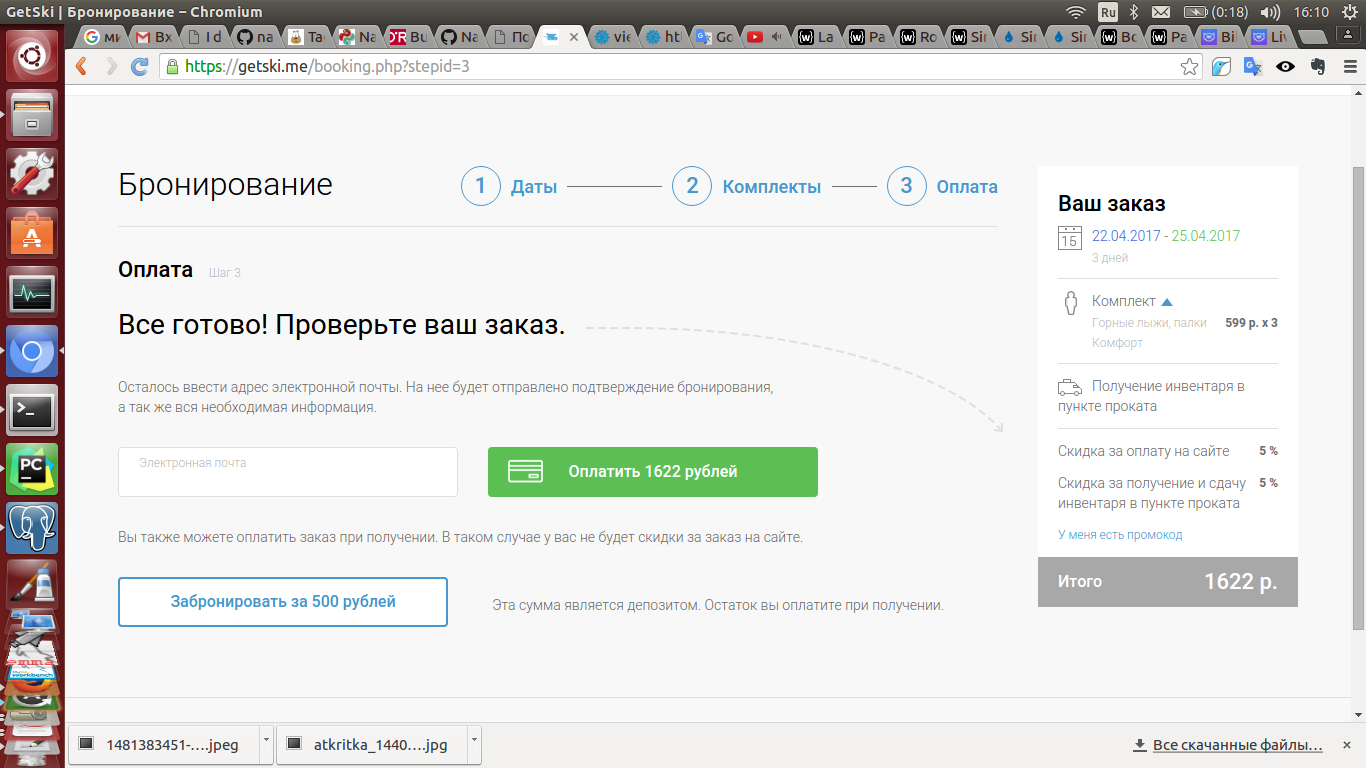 GetSki | Бронирование – Chromium
Ru
(0:18)
16:10
ми
Вх
I d
na
Ta
Na
Bu
Na
По
vie
ht
Go
La
Pa
Ro
Sir
Sir
Sir
Bo
Pa
Bil
Liv
https://getski.me/booking.php?stepid=3
Бронирование
1 Даты
2 Комплекты
3 Оплата
Оплата Шаг 3
Все готово! Проверьте ваш заказ.
Осталось ввести адрес электронной почты. На нее будет отправлено подтверждение бронирования,
а так же вся необходимая информация.
Электронная почта
Оплатить 1622 рублей
Вы также можете оплатить заказ при получении. В таком случае у вас не будет скидки за заказ на сайте.
Забронировать за 500 рублей
Эта сумма является депозитом. Остаток вы оплатите при получении.
Ваш заказ
15
22.04.2017 - 25.04.2017
3 дней
Комплект
Горные лыжи, палки 599 р. x 3
Комфорт
Получение инвентаря в
пункте проката
Скидка за оплату на сайте 5 %
Скидка за получение и сдачу 5 %
инвентаря в пункте проката
У меня есть промокод
Итого 1622 р.
PC
Workbench
1481383451-....jpeg
atkritka_1440....jpg
Все скачанные файлы...